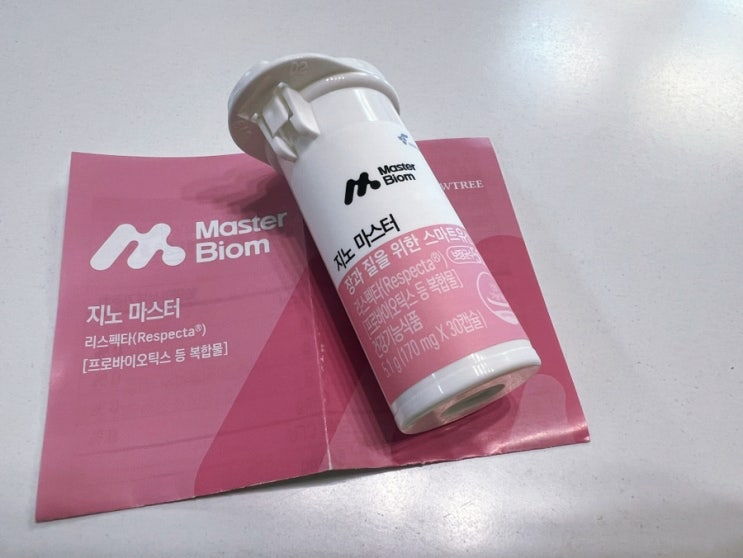 Master
Biom
지노 마스터
리스펙타(Respecta®)
[프로바이오틱스 등 복합물]
WTREE
Master
Biom
지노 마스터
장과 질을 위한
리스펙타(Respecta®)
[프로바이오틱스 등 복합물]
건강기능식품
5.1 g (170 mg X 30캡슐)